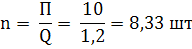 n = П/Q = 10/1,2 = 8,33 шт